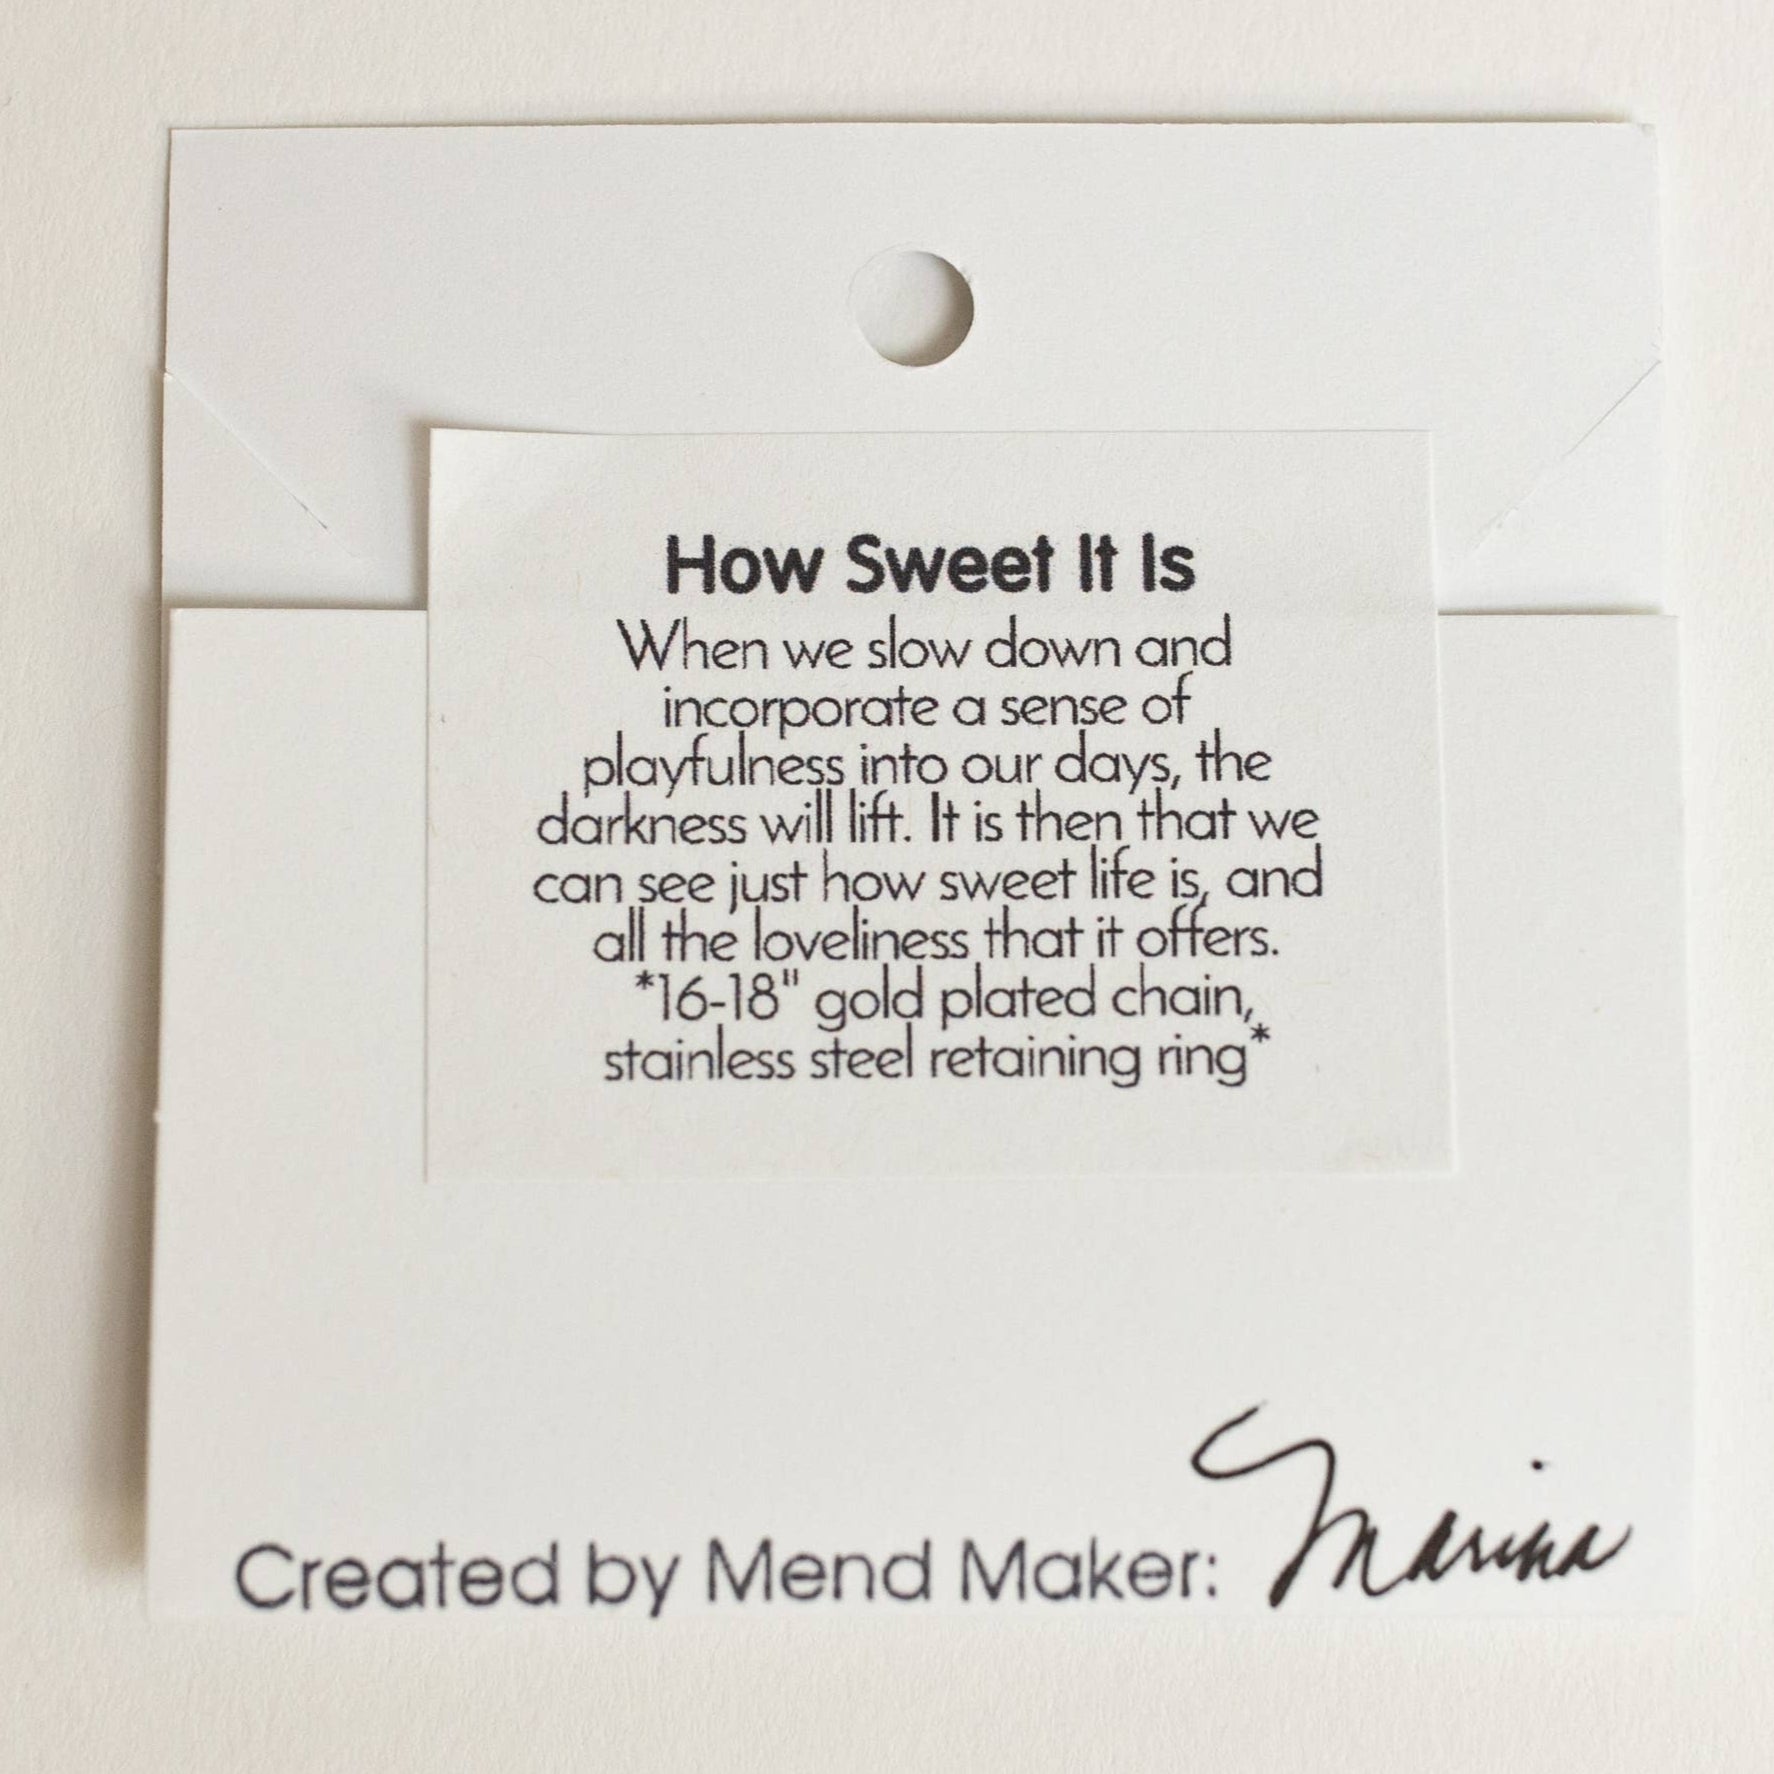 How Sweet It Is
When we slow down and
incorporate a sense of
playfulness into our days, the
darkness will lift. It is then that we
can see just how sweet life is, and
all the loveliness that it offers.
*16-18" gold plated chain,
stainless steel retaining ring*
Created by Mend Maker: Marina